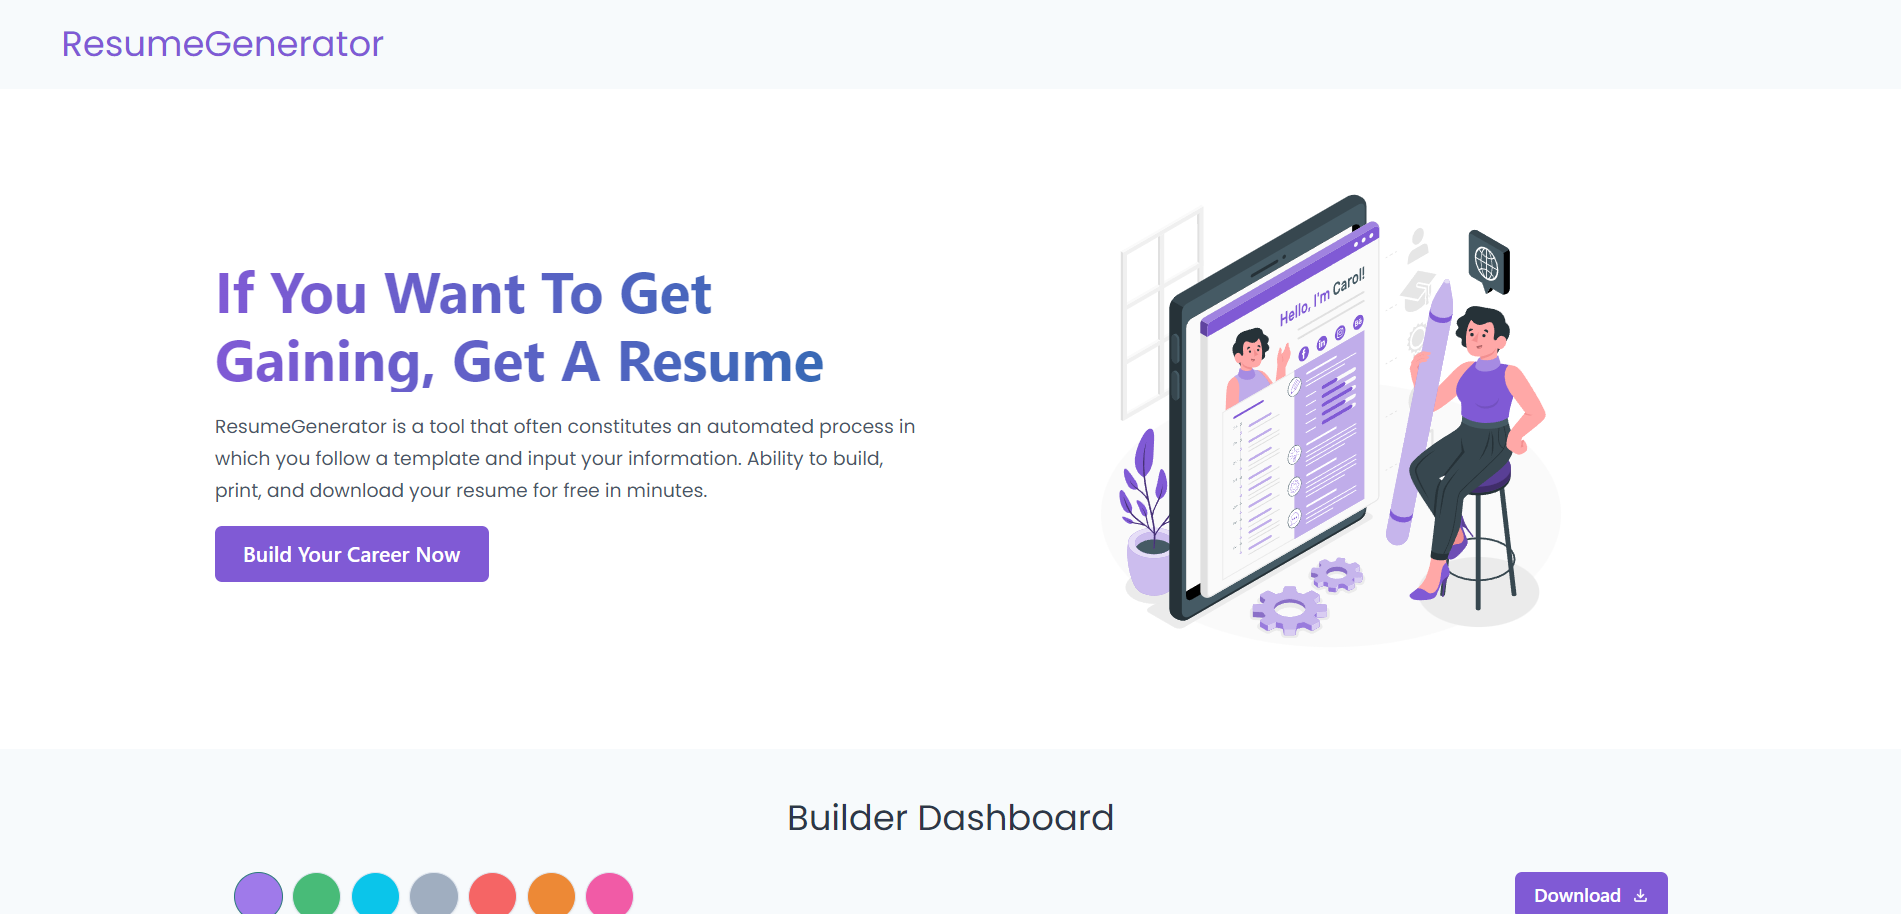 ResumeGenerator
If You Want To Get
Gaining, Get A Resume
ResumeGenerator is a tool that often constitutes an automated process in
which you follow a template and input your information. Ability to build,
print, and download your resume for free in minutes.
Build Your Career Now
Hello, I'm Carol!
f
in
Bē
Builder Dashboard
Download